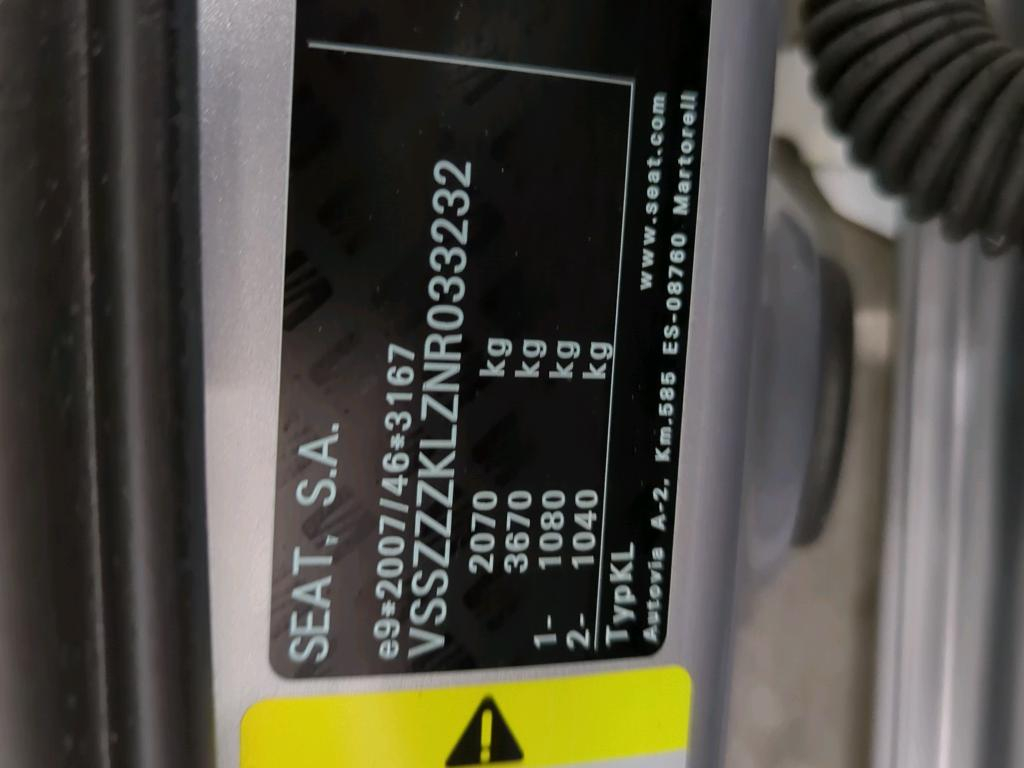 SEAT, S.A.
e9*2007/46*3167
VSSZZZKLZNR033232
2070 kg
3670 kg
1- 1080 kg
2- 1040 kg
TypKL
www.seat.com
Autovia A-2, Km.585 ES-08760 Martorell